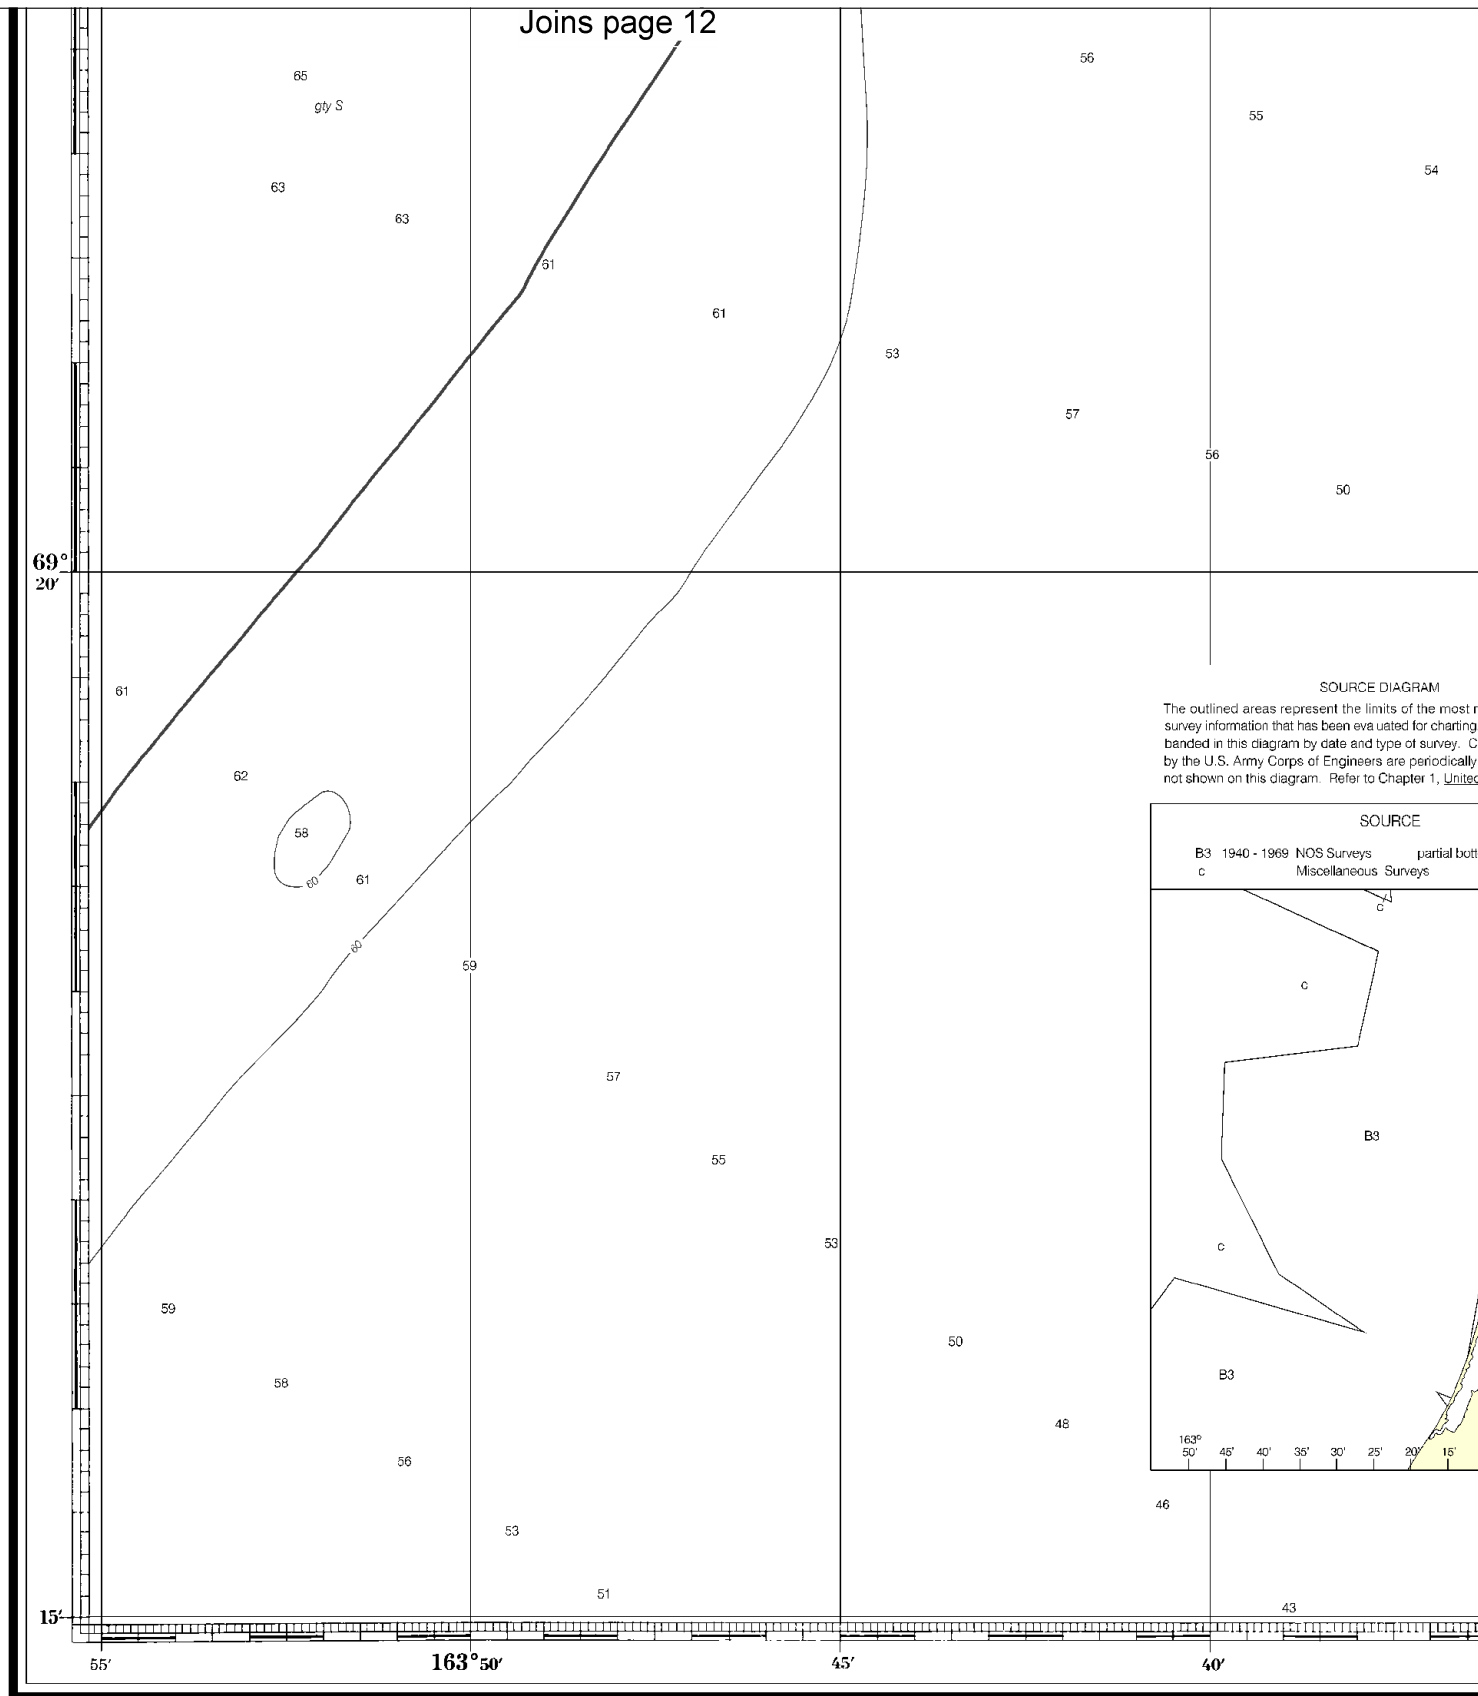 Joins page 12
56
65
gty S
55
54
63
63
61
61
53
57
56
50
69°
20′
61
SOURCE DIAGRAM
The outlined areas represent the limits of the most
survey information that has been eva uated for charting
banded in this diagram by date and type of survey.
by the U.S. Army Corps of Engineers are periodically
not shown on this diagram. Refer to Chapter 1, United
62
58
60
61
SOURCE
B3 1940 - 1969 NOS Surveys partial bott
c Miscellaneous Surveys
c
60
59
c
57
B3
55
53
c
59
50
B3
58
48
163°
50' 45' 40' 35' 30' 25' 20' 15'
56
46
53
51
43
15′
55′ 163°50′ 45′ 40′